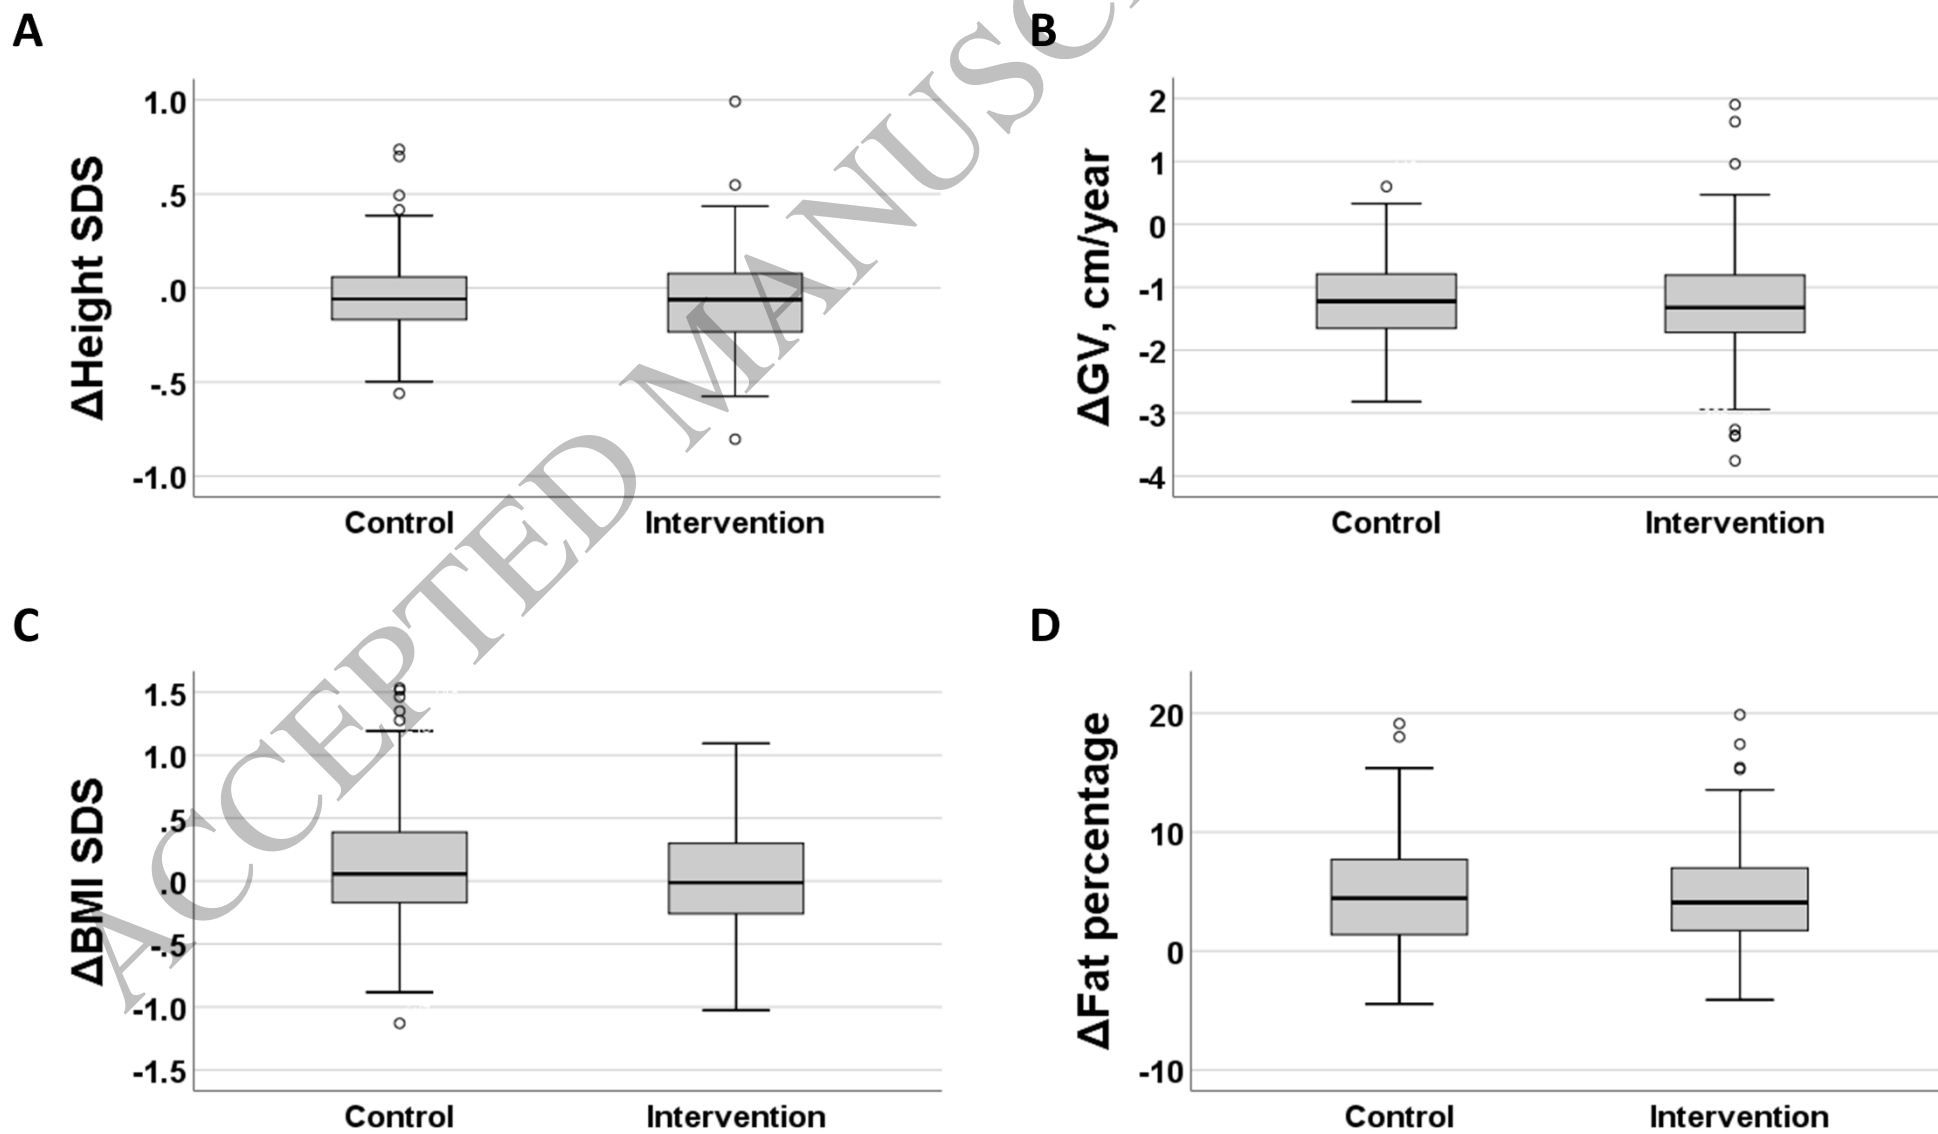 A
1.0
.5
.0
-.5
-1.0
ΔHeight SDS
Control Intervention
B
2
1
0
-1
-2
-3
-4
ΔGV, cm/year
Control Intervention
C
1.5
1.0
.5
.0
-.5
-1.0
-1.5
ΔBMI SDS
Control Intervention
D
20
10
0
-10
ΔFat percentage
Control Intervention
ACCEPTED MANUSC